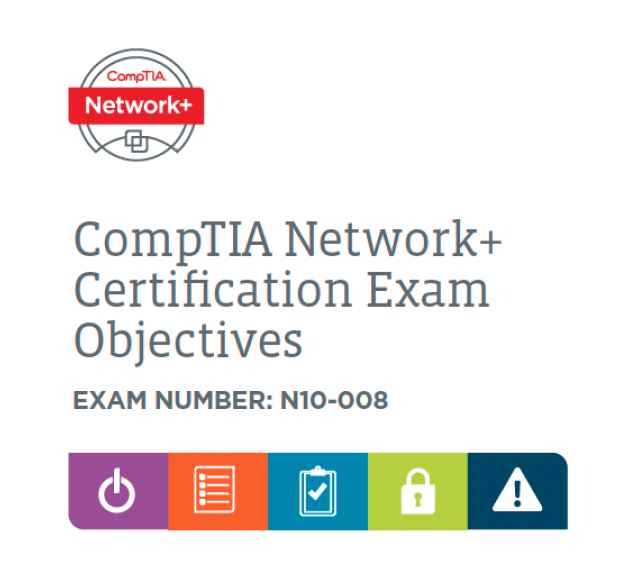 CompTIA
Network+
CompTIA Network+
Certification Exam
Objectives
EXAM NUMBER: N10-008